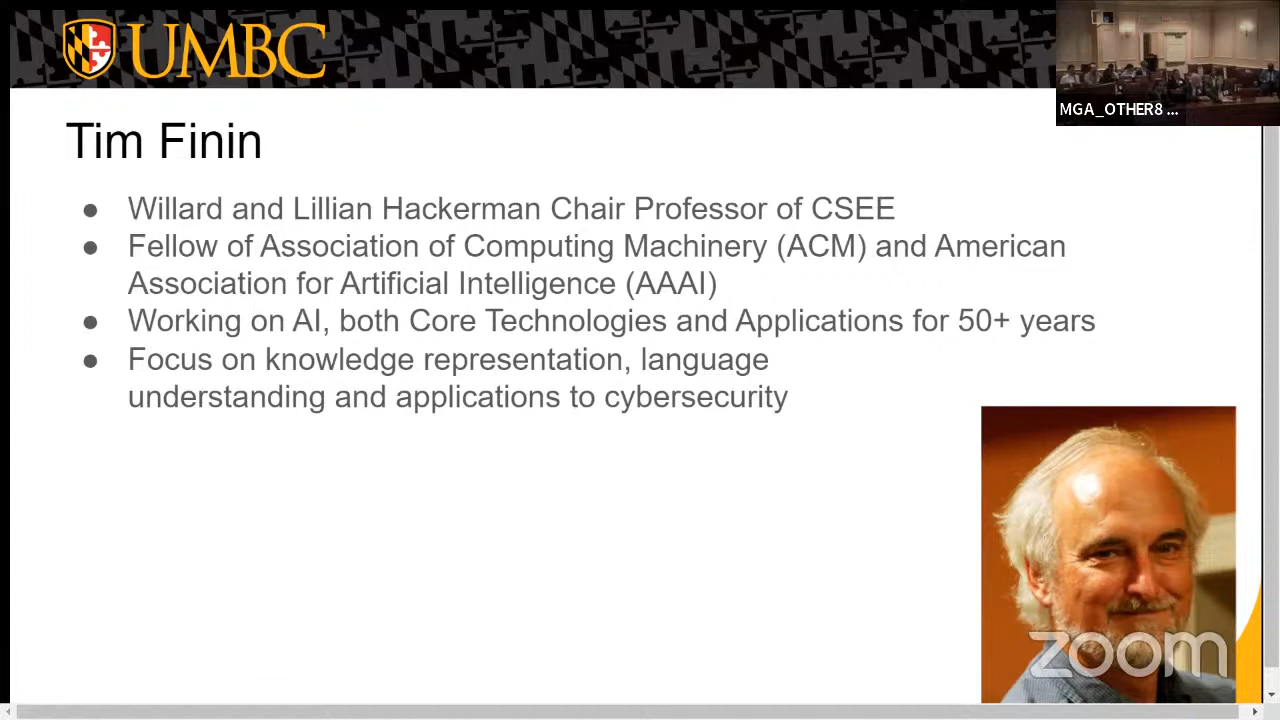 UMBC
MGA_OTHER8 ...
Tim Finin
● Willard and Lillian Hackerman Chair Professor of CSEE
● Fellow of Association of Computing Machinery (ACM) and American
Association for Artificial Intelligence (AAAI)
● Working on AI, both Core Technologies and Applications for 50+ years
● Focus on knowledge representation, language
understanding and applications to cybersecurity
zoom